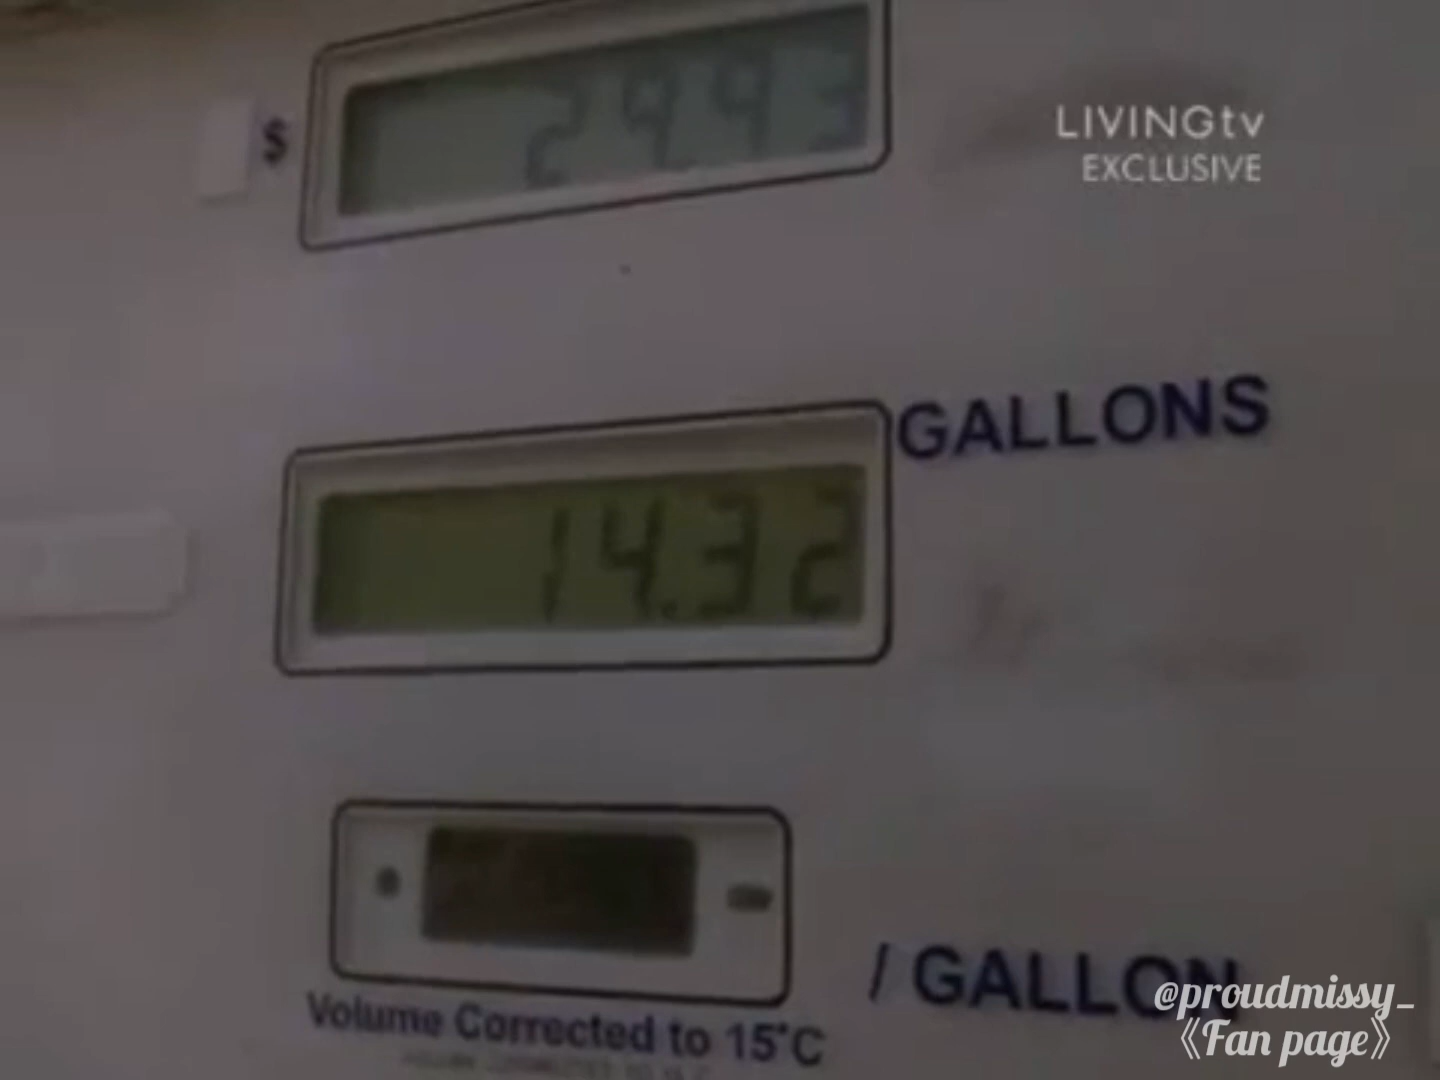 LIVINGtv
EXCLUSIVE
$ 29.93
GALLONS
14.32
/ GALLON
Volume Corrected to 15°C
@proudmissy_
《Fan page》